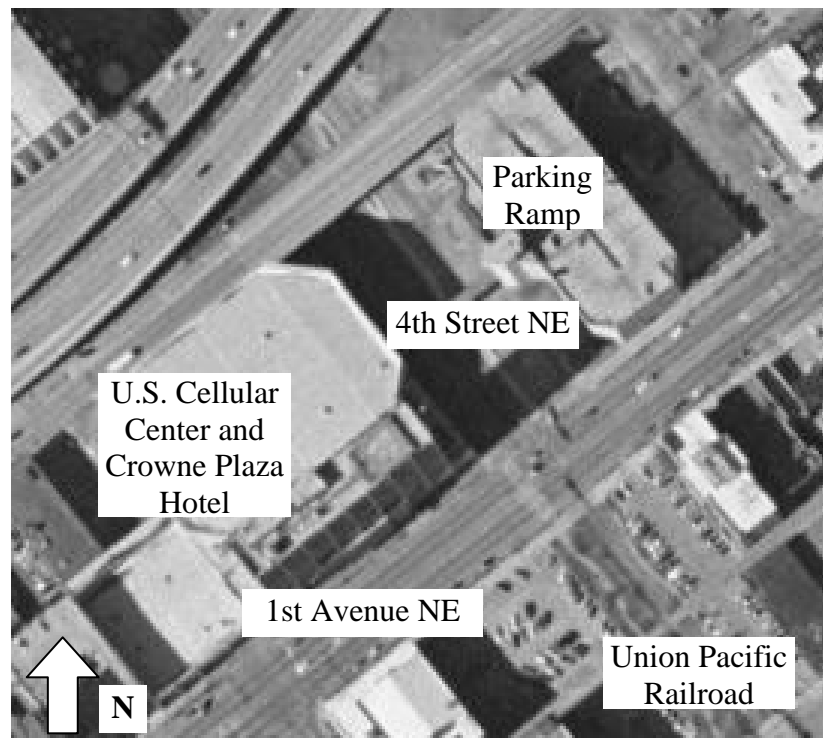 Parking
Ramp
4th Street NE
U.S. Cellular
Center and
Crowne Plaza
Hotel
1st Avenue NE
Union Pacific
Railroad
N